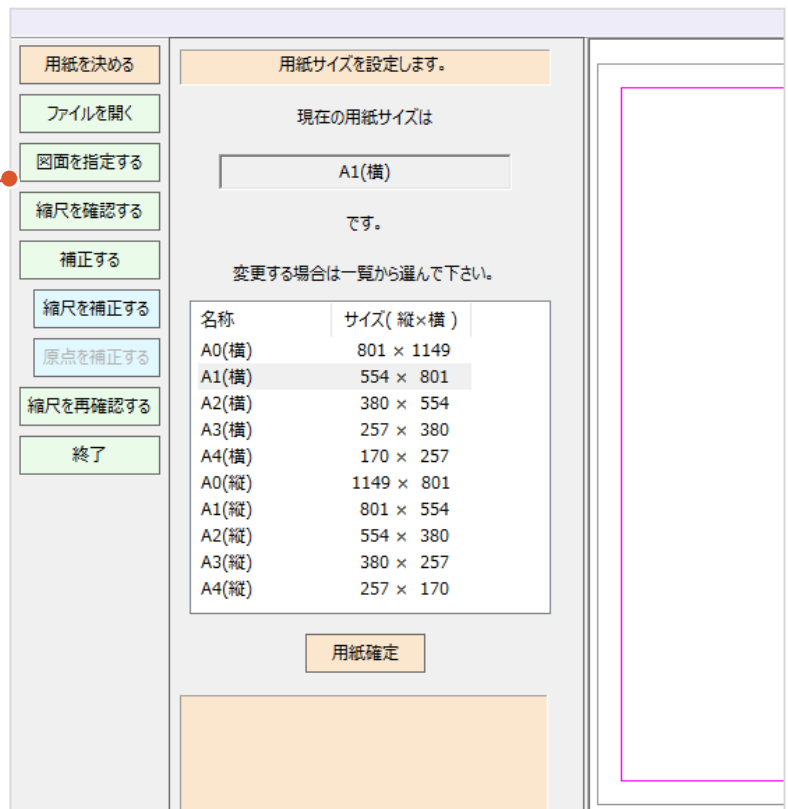 用紙を決める
ファイルを開く
図面を指定する
縮尺を確認する
補正する
縮尺を補正する
原点を補正する
縮尺を再確認する
終了
用紙サイズを設定します。
現在の用紙サイズは
A1(横)
です。
変更する場合は一覧から選んで下さい。
名称 サイズ( 縦×横 )
A0(横) 801 × 1149
A1(横) 554 × 801
A2(横) 380 × 554
A3(横) 257 × 380
A4(横) 170 × 257
A0(縦) 1149 × 801
A1(縦) 801 × 554
A2(縦) 554 × 380
A3(縦) 380 × 257
A4(縦) 257 × 170
用紙確定